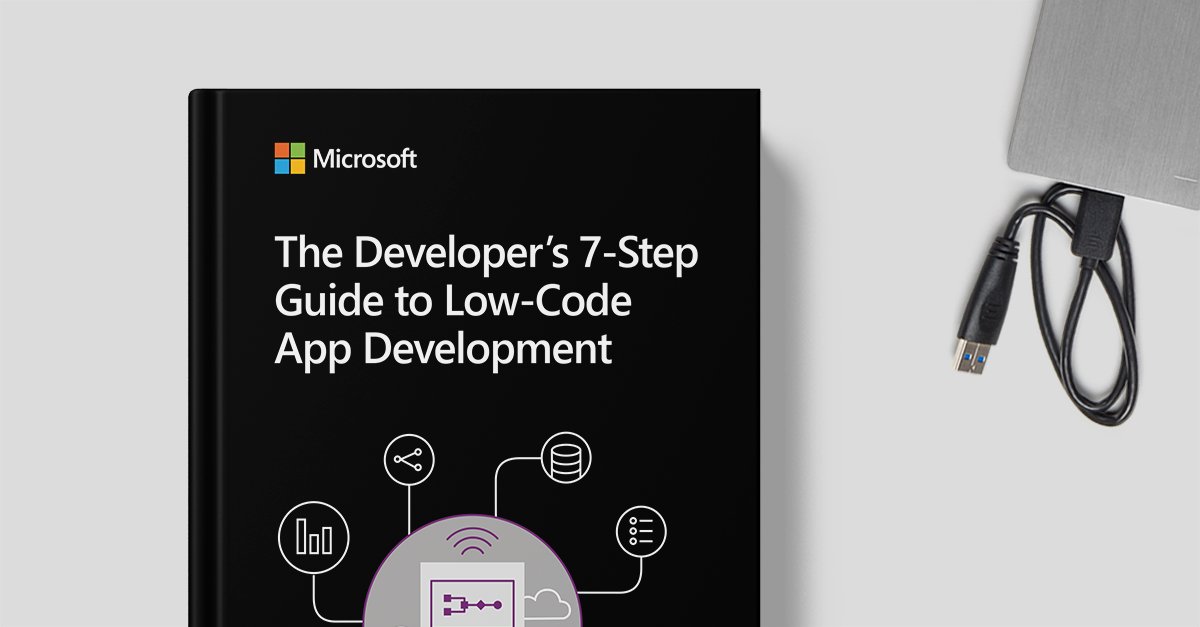 Microsoft
The Developer’s 7-Step
Guide to Low-Code
App Development